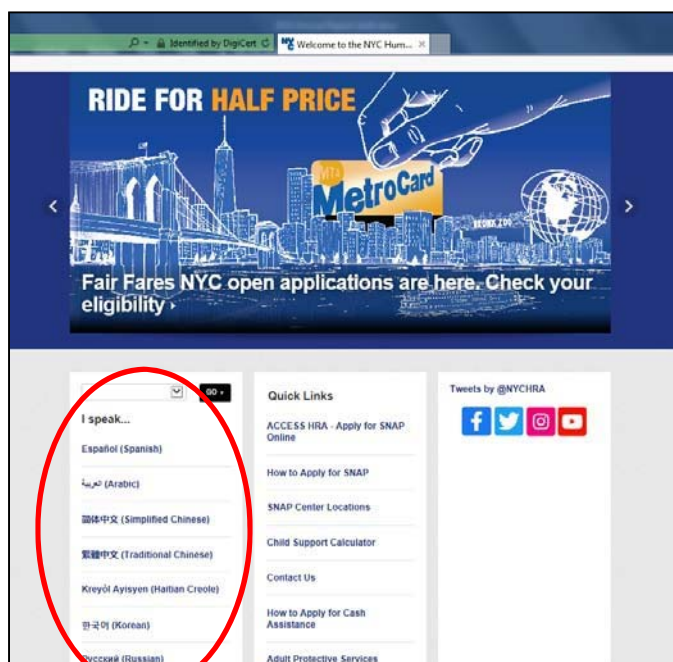 Identified by DigiCert
NYC Welcome to the NYC Hum...
RIDE FOR HALF PRICE
MTA
MetroCard
BRONX ZOO
Fair Fares NYC open applications are here. Check your
eligibility ›
GO ›
I speak...
Español (Spanish)
العربية (Arabic)
简体中文 (Simplified Chinese)
繁體中文 (Traditional Chinese)
Kreyòl Ayisyen (Haitian Creole)
한국어 (Korean)
Русский (Russian)
Quick Links
ACCESS HRA - Apply for SNAP
Online
How to Apply for SNAP
SNAP Center Locations
Child Support Calculator
Contact Us
How to Apply for Cash
Assistance
Adult Protective Services
Tweets by @NYCHRA